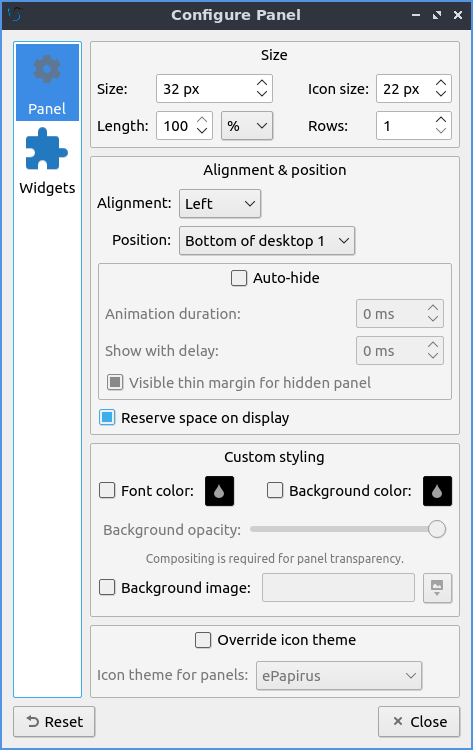 Configure Panel
Panel
Widgets
Size
Size: 32 px Icon size: 22 px
Length: 100 % Rows: 1
Alignment & position
Alignment: Left
Position: Bottom of desktop 1
Auto-hide
Animation duration: 0 ms
Show with delay: 0 ms
Visible thin margin for hidden panel
Reserve space on display
Custom styling
Font color: Background color:
Background opacity:
Compositing is required for panel transparency.
Background image:
Override icon theme
Icon theme for panels: ePapirus
Reset Close